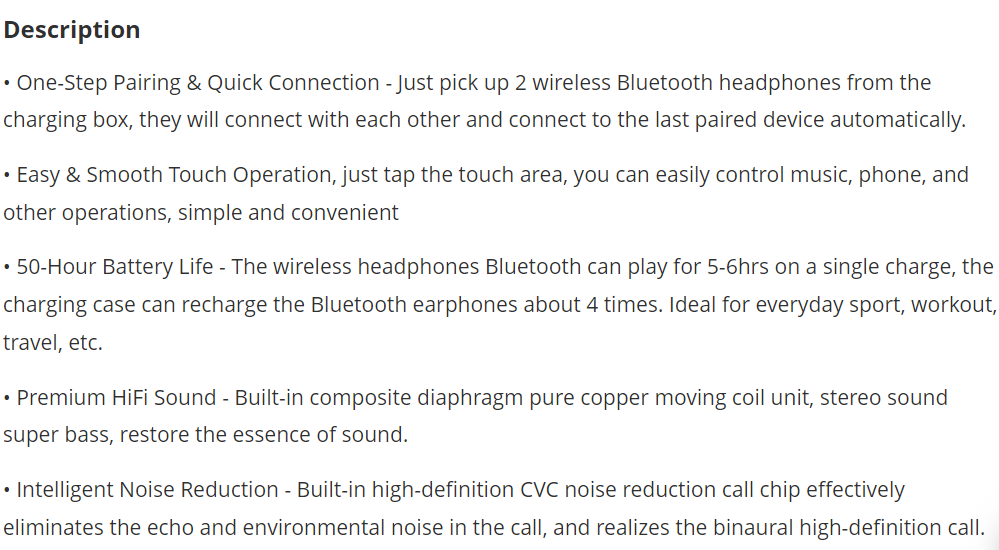 Description
• One-Step Pairing & Quick Connection - Just pick up 2 wireless Bluetooth headphones from the
charging box, they will connect with each other and connect to the last paired device automatically.
• Easy & Smooth Touch Operation, just tap the touch area, you can easily control music, phone, and
other operations, simple and convenient
• 50-Hour Battery Life - The wireless headphones Bluetooth can play for 5-6hrs on a single charge, the
charging case can recharge the Bluetooth earphones about 4 times. Ideal for everyday sport, workout,
travel, etc.
• Premium HiFi Sound - Built-in composite diaphragm pure copper moving coil unit, stereo sound
super bass, restore the essence of sound.
• Intelligent Noise Reduction - Built-in high-definition CVC noise reduction call chip effectively
eliminates the echo and environmental noise in the call, and realizes the binaural high-definition call.